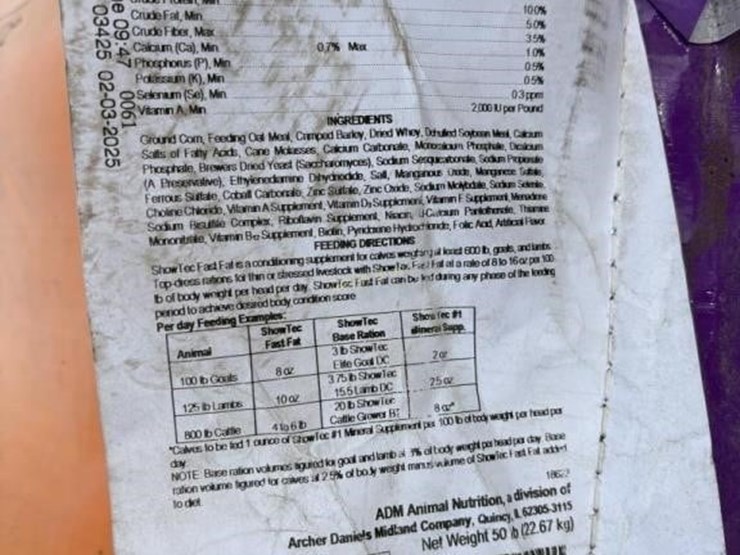 Crude Protein, Min
Crude Fat, Min 10.0%
Crude Fiber, Max 5.0%
Calcium (Ca), Min 0.7% Max 3.5%
Phosphorus (P), Min 1.0%
Potassium (K), Min 0.5%
Selenium (Se), Min 0.5%
Vitamin A, Min 0.3 ppm
2,000 IU per Pound
09:47 0061
03425 02-03-2025
INGREDIENTS
Ground Corn, Feeding Oat Meal, Crimped Barley, Dried Whey, Dehulled Soybean Meal, Calcium
Salts of Fatty Acids, Cane Molasses, Calcium Carbonate, Monocalcium Phosphate, Dicalcium
Phosphate, Brewers Dried Yeast (Saccharomyces), Sodium Sesquicarbonate, Sodium Propionate
(A Preservative), Ethylenediamine Dihydriodide, Salt, Manganous Oxide, Manganese Sulfate,
Ferrous Sulfate, Cobalt Carbonate, Zinc Sulfate, Zinc Oxide, Sodium Molybdate, Sodium Selenite,
Choline Chloride, Vitamin A Supplement, Vitamin D3 Supplement, Vitamin E Supplement, Menadione
Sodium Bisulfite Complex, Riboflavin Supplement, Niacin, Calcium Pantothenate, Thiamine
Mononitrate, Vitamin B12 Supplement, Biotin, Pyridoxine Hydrochloride, Folic Acid, Artificial Flavor.
FEEDING DIRECTIONS
ShowTec Fast Fat is a conditioning supplement for calves weighing at least 600 lb, goats, and lambs
Top-dress rations for thin or stressed livestock with ShowTec Fast Fat at a rate of 8 to 16 oz per 100
lb of body weight per head per day. ShowTec Fast Fat can be fed during any phase of the feeding
period to achieve desired body condition score.
Per day Feeding Examples:
Animal ShowTec Fast Fat ShowTec Base Ration ShowTec #1 Mineral Supp.
100 lb Goats 8 oz 3 lb ShowTec Elite Goat DC 2 oz
125 lb Lambs 10 oz 3.75 lb ShowTec 15.5 Lamb DC 2.5 oz
800 lb Cattle 4 to 6 lb 20 lb ShowTec Cattle Grower BT 8 oz*
*Calves to be fed 1 ounce of ShowTec #1 Mineral Supplement per 100 lb of body weight per head per
day
NOTE: Base ration volumes figured for goat and lamb at 3% of body weight per head per day. Base
ration volume figured for calves at 2.5% of body weight minus volume of ShowTec Fast Fat added
to diet.
ADM Animal Nutrition, a division of
Archer Daniels Midland Company, Quincy, IL 62305-3115
Net Weight 50 lb (22.67 kg)